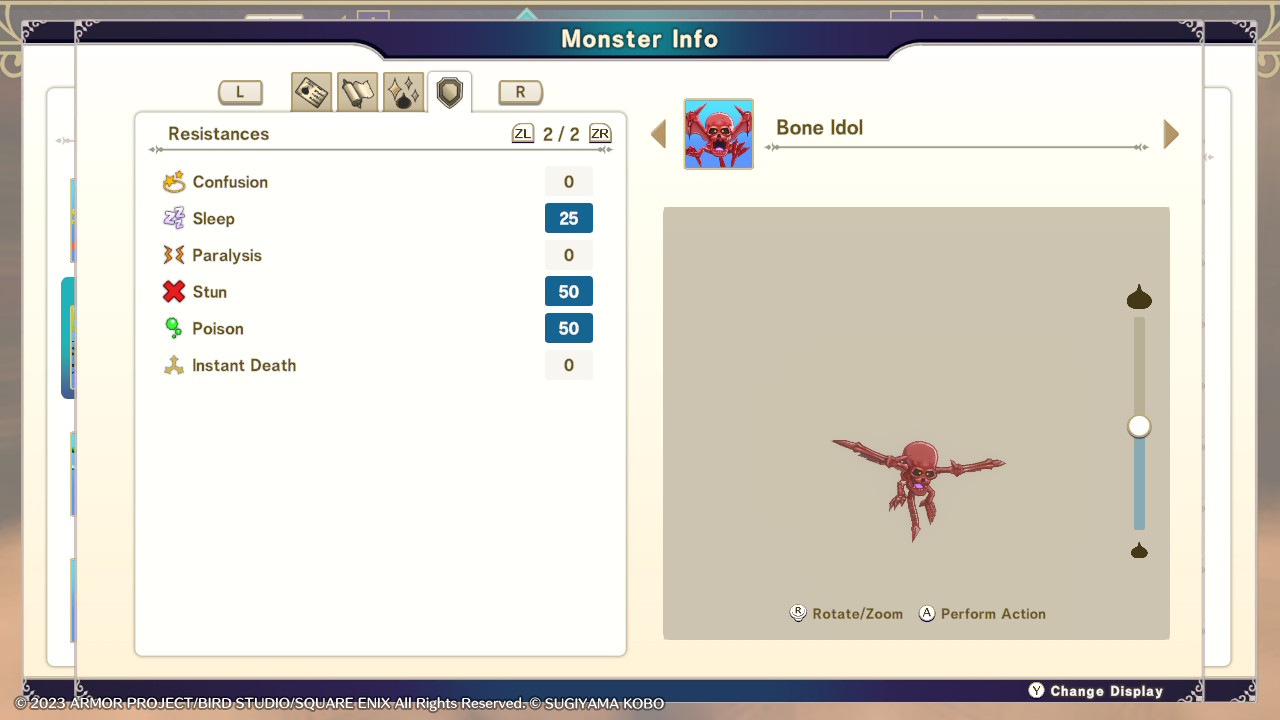 Monster Info
L
R
Resistances
ZL 2 / 2 ZR
Confusion 0
Sleep 25
Paralysis 0
Stun 50
Poison 50
Instant Death 0
Bone Idol
R Rotate/Zoom A Perform Action
Y Change Display
© 2023 ARMOR PROJECT/BIRD STUDIO/SQUARE ENIX All Rights Reserved. © SUGIYAMA KOBO